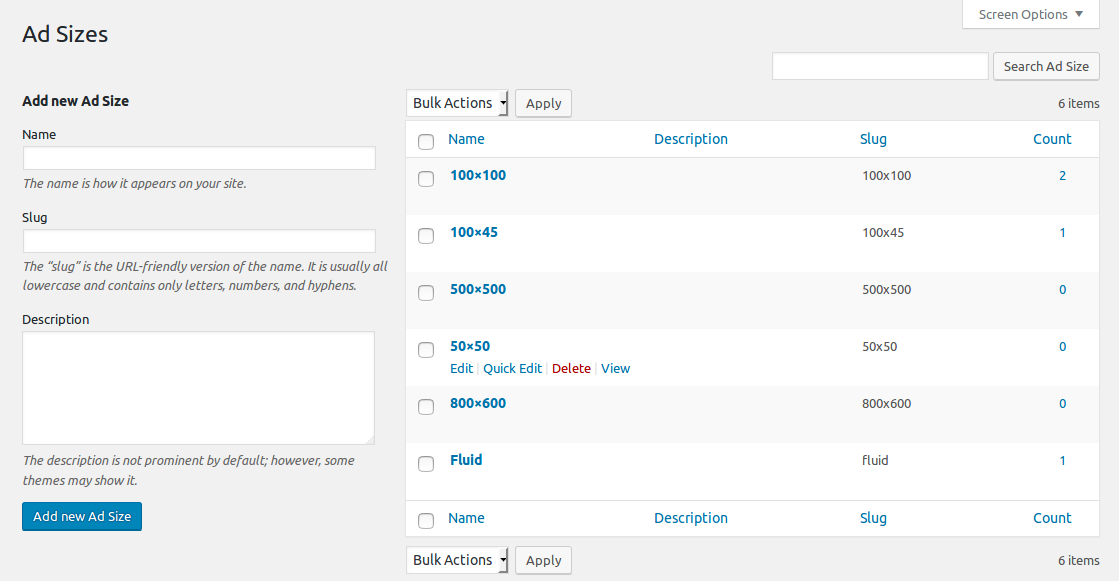 Screen Options ▼
Ad Sizes
Search Ad Size
Add new Ad Size
Name
The name is how it appears on your site.
Slug
The “slug” is the URL-friendly version of the name. It is usually all
lowercase and contains only letters, numbers, and hyphens.
Description
The description is not prominent by default; however, some
themes may show it.
Add new Ad Size
Bulk Actions Apply 6 items
Name Description Slug Count
100×100 100x100 2
100×45 100x45 1
500×500 500x500 0
50×50 50x50 0
Edit | Quick Edit | Delete | View
800×600 800x600 0
Fluid fluid 1
Name Description Slug Count
Bulk Actions Apply 6 items